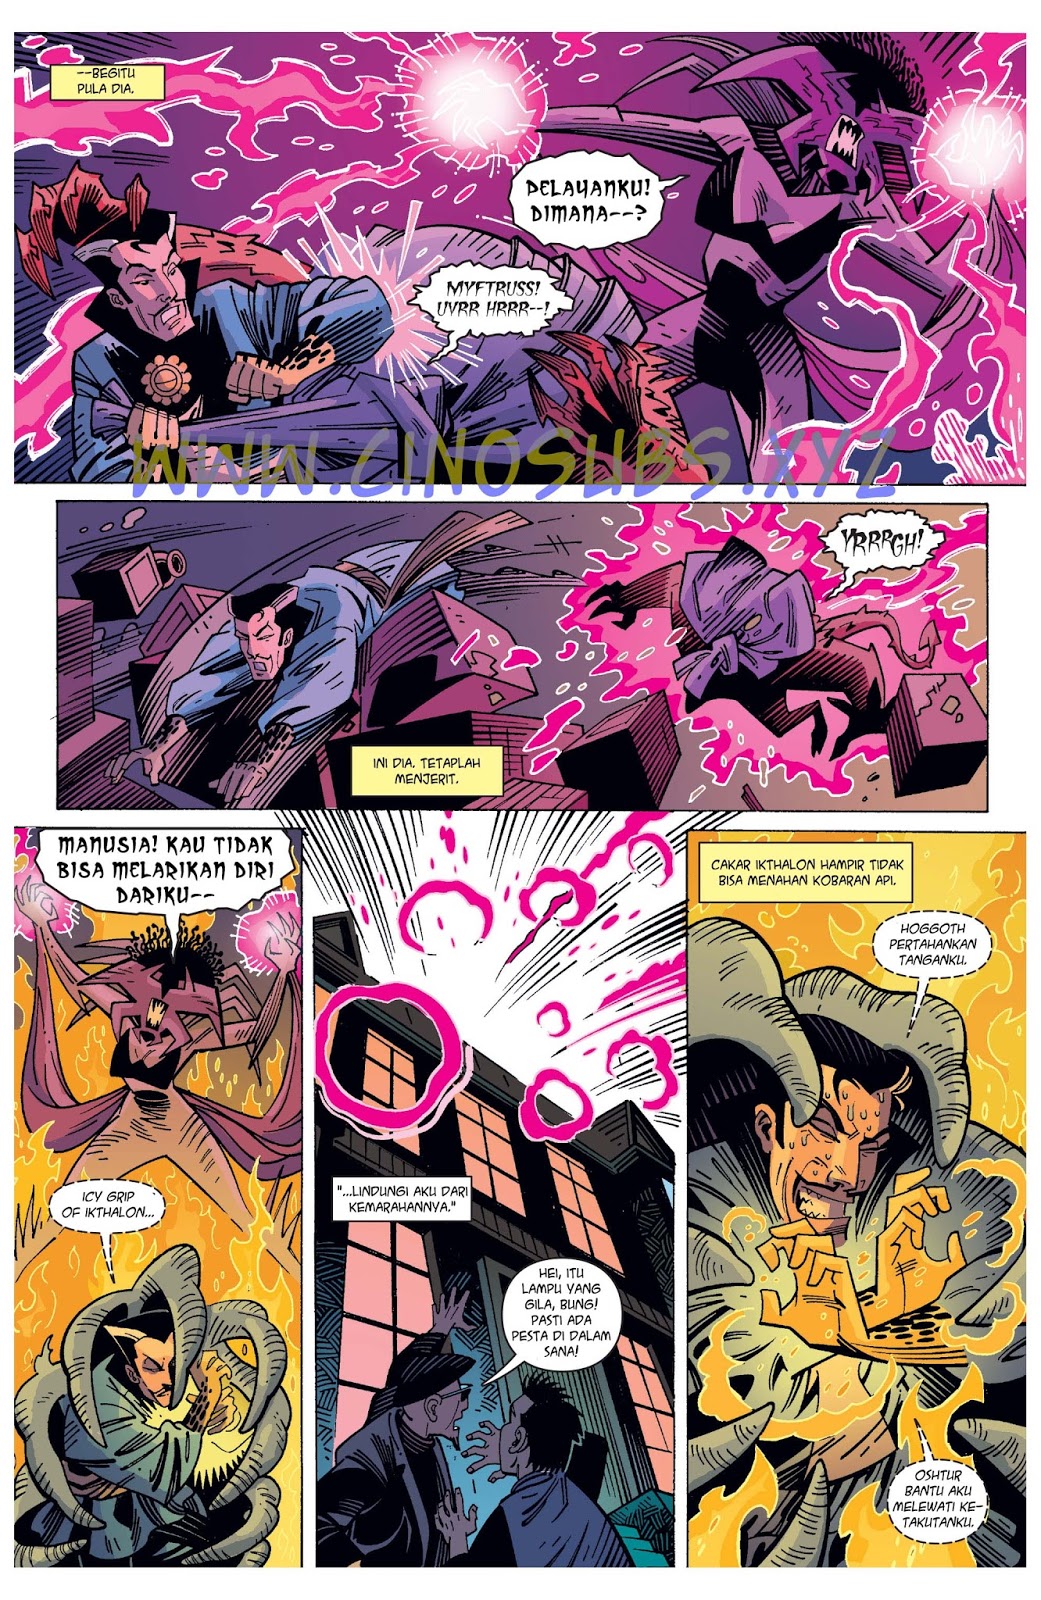 --BEGITU
PULA DIA.
DELAYANKU!
DIMANA--?
MYFTRUSS!
UVRR HRRR--!
WWW.CINOSUBS.XYZ
YRRRGH!
INI DIA. TETAPLAH
MENJERIT.
MANUSIA! KAU TIDAK
BISA MELARIKAN DIRI
DARIKU--
ICY GRIP
OF IKTHALON...
"...LINDUNGI AKU DARI
KEMARAHANNYA."
HEI, ITU
LAMPU YANG
GILA, BUNG!
PASTI ADA
PESTA DI DALAM
SANA!
CAKAR IKTHALON HAMPIR TIDAK
BISA MENAHAN KOBARAN API.
HOGGOTH
PERTAHANKAN
TANGANKU.
OSHTUR
BANTU AKU
MELEWATI KE-
TAKUTANKU.